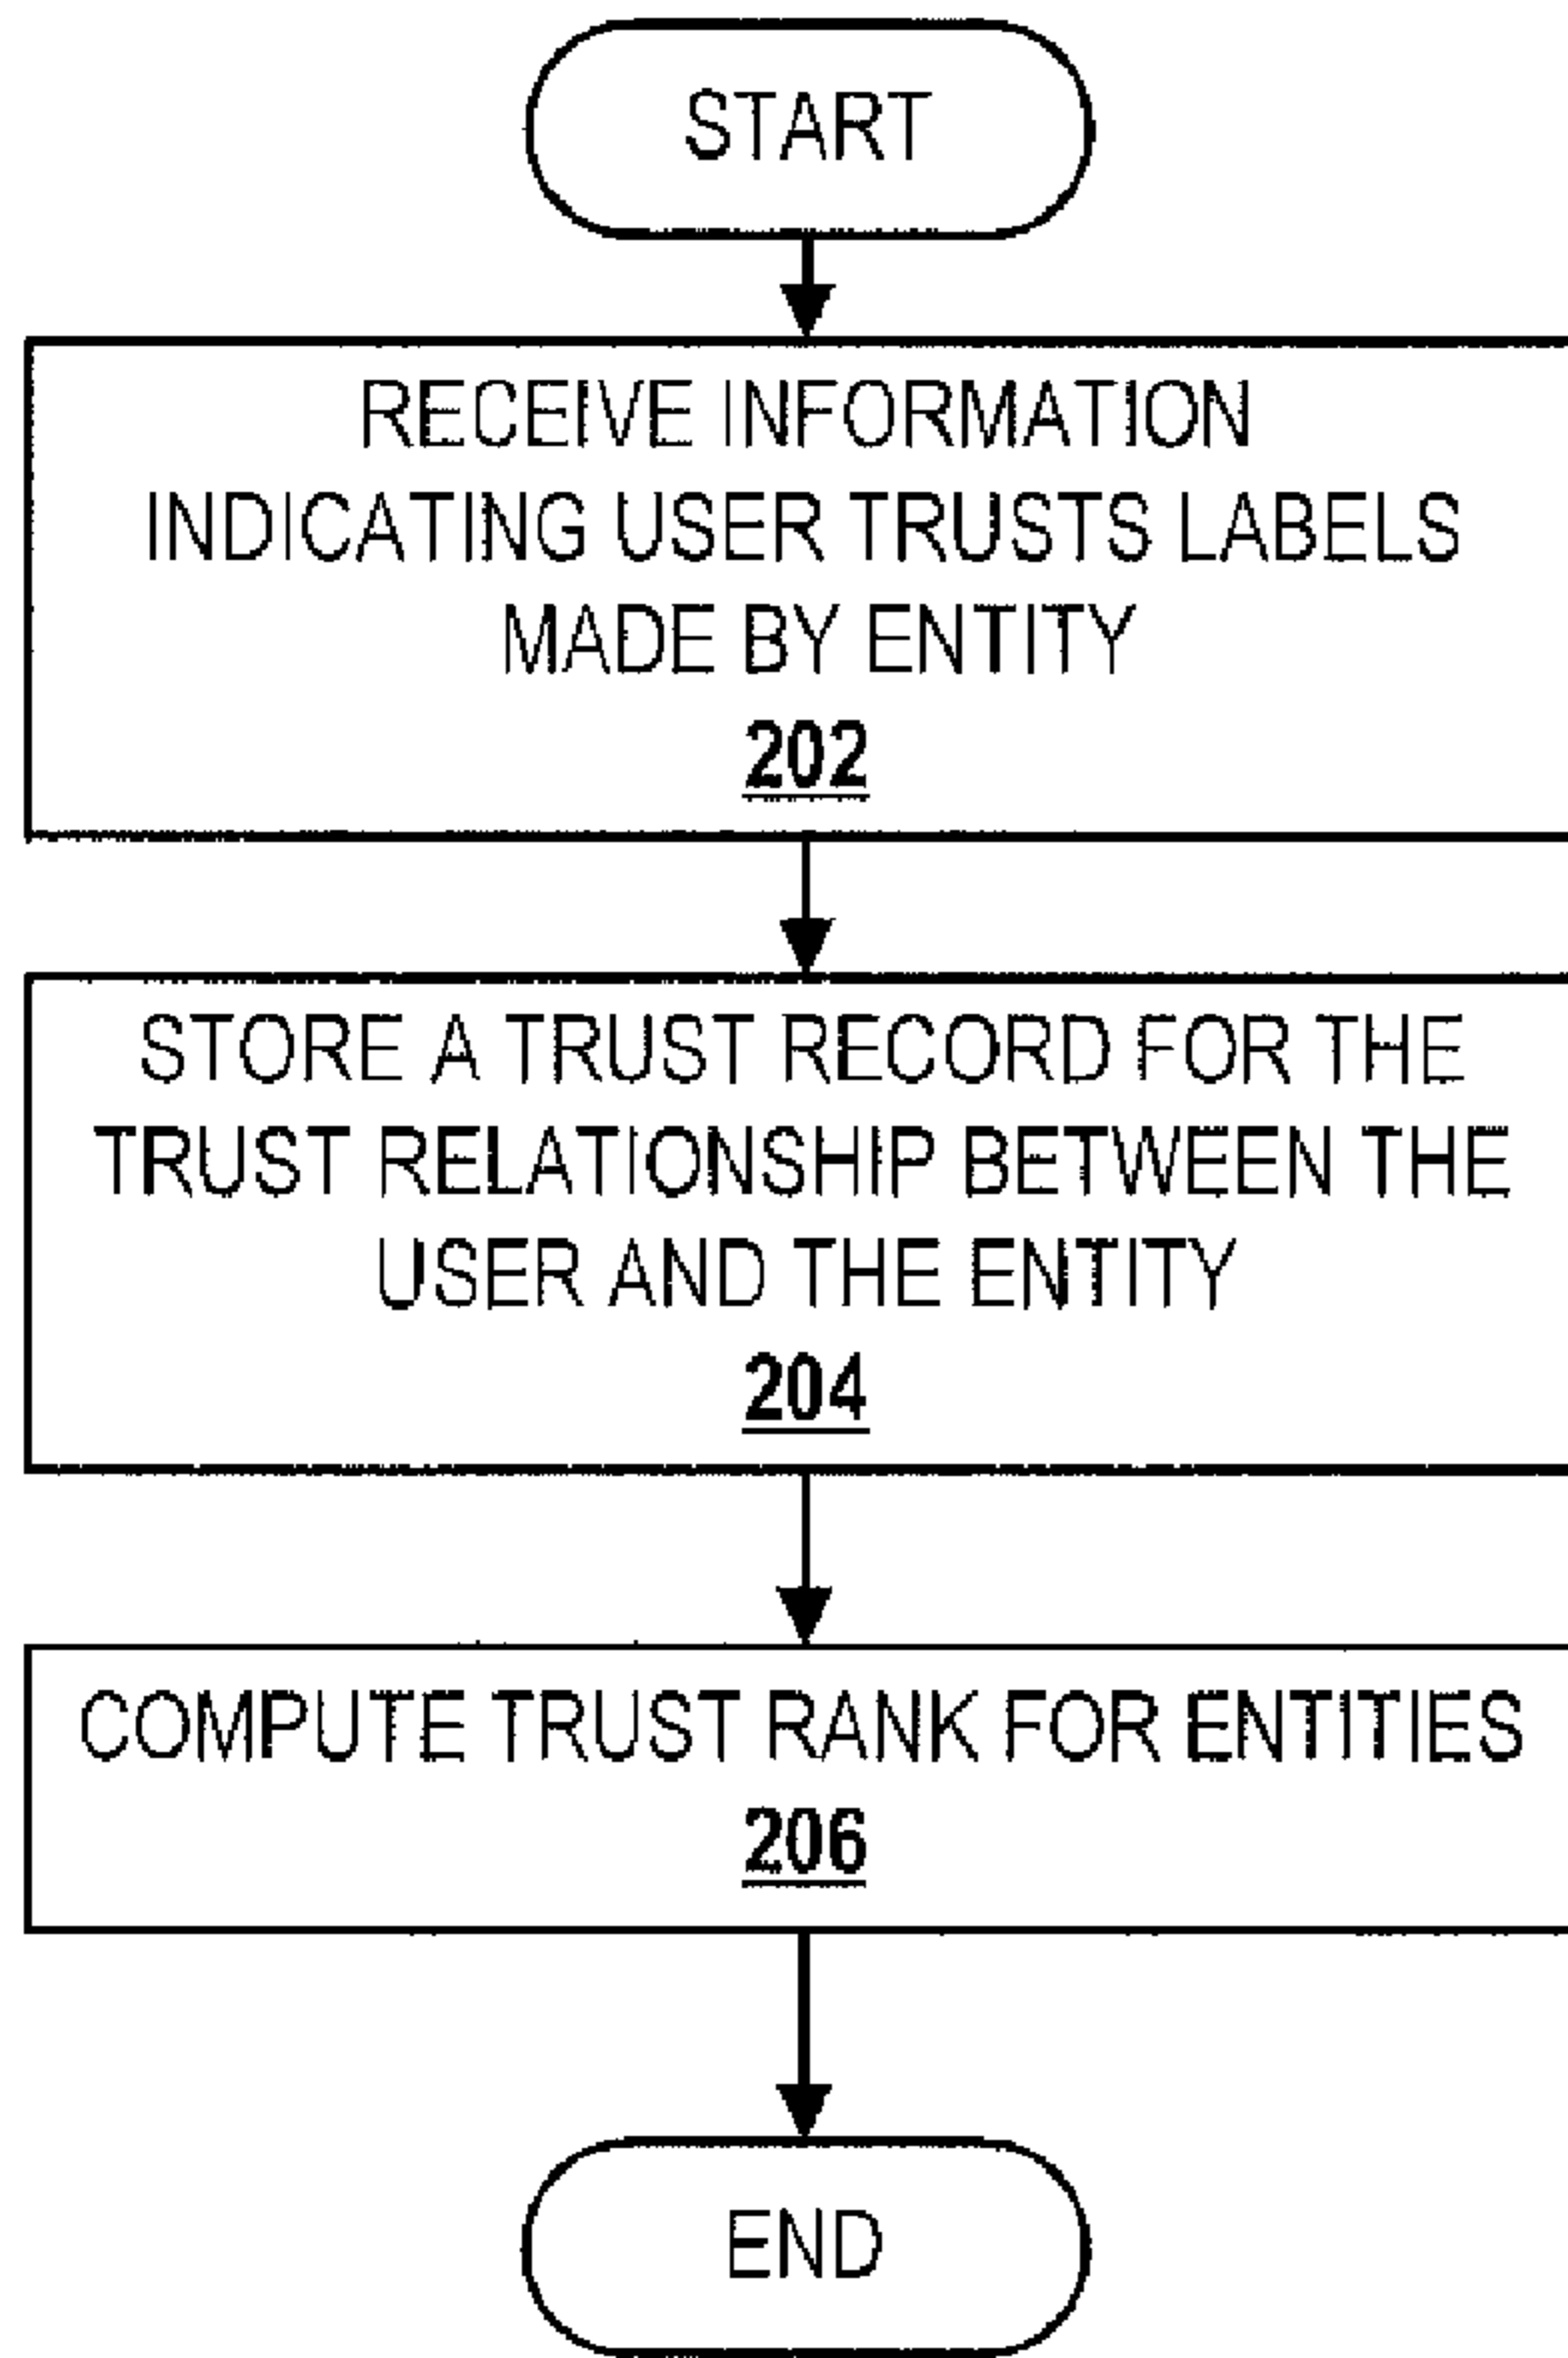 START
RECEIVE INFORMATION
INDICATING USER TRUSTS LABELS
MADE BY ENTITY
202
STORE A TRUST RECORD FOR THE
TRUST RELATIONSHIP BETWEEN THE
USER AND THE ENTITY
204
COMPUTE TRUST RANK FOR ENTITIES
206
END